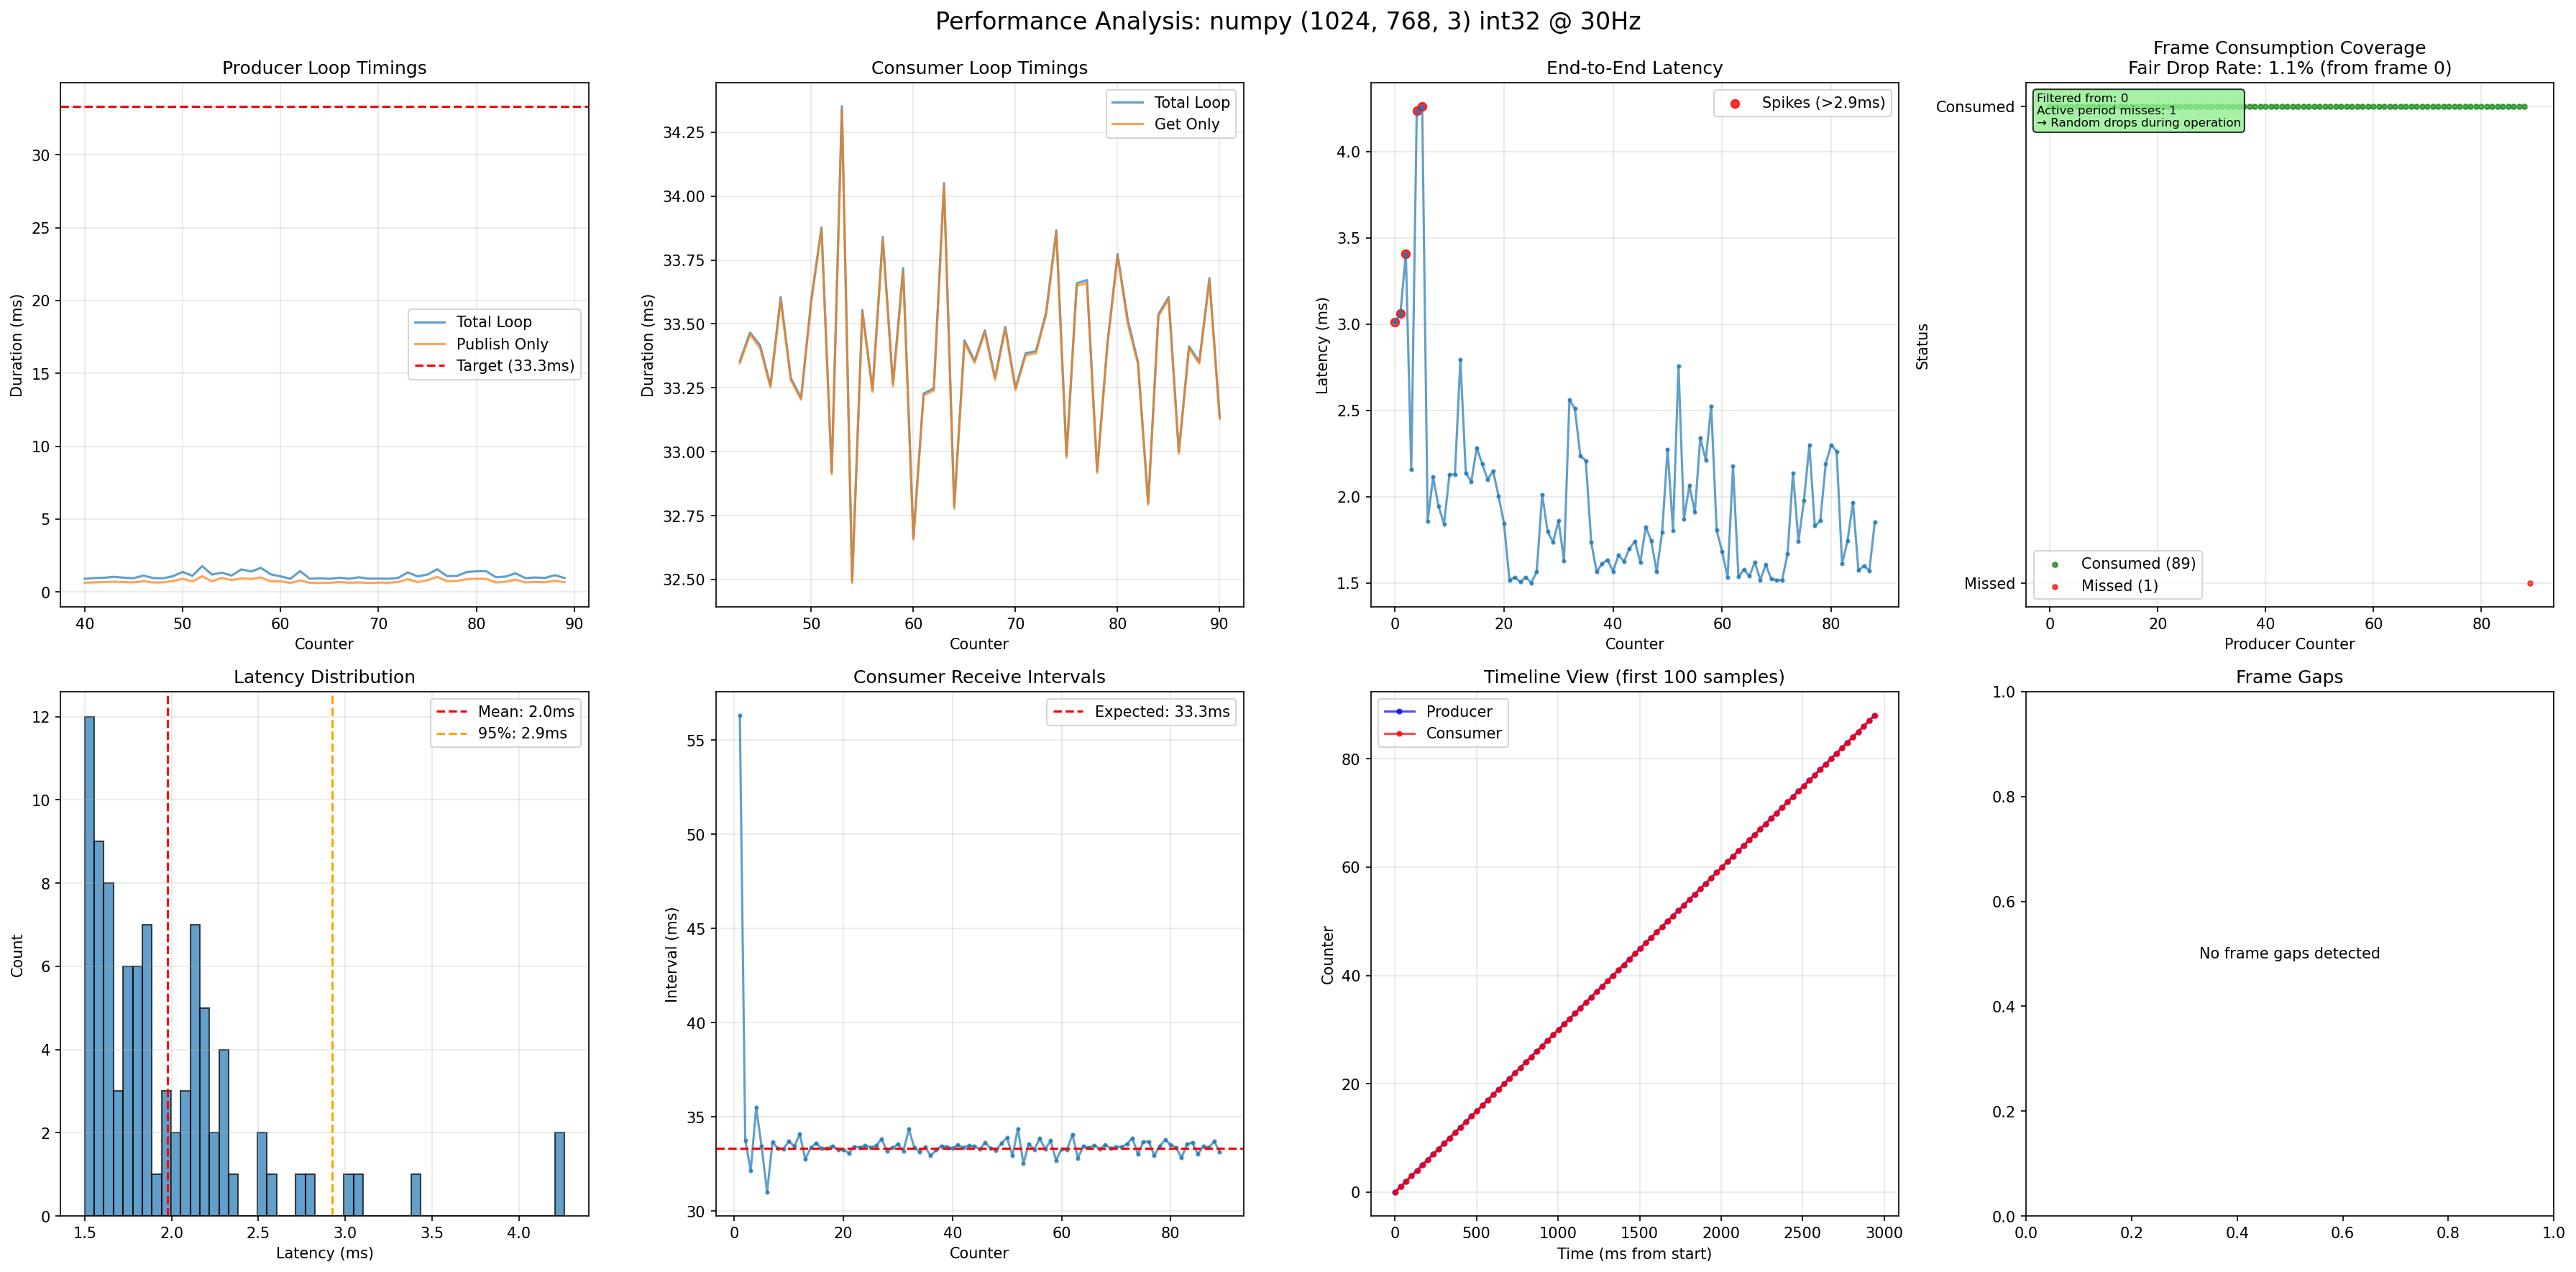 Performance Analysis: numpy (1024, 768, 3) int32 @ 30Hz
Producer Loop Timings
Duration (ms)
30
25
20
15
10
5
0
Total Loop
Publish Only
Target (33.3ms)
40
50
60
70
80
90
Counter
Consumer Loop Timings
Duration (ms)
34.25
34.00
33.75
33.50
33.25
33.00
32.75
32.50
Total Loop
Get Only
50
60
70
80
90
Counter
End-to-End Latency
Latency (ms)
4.0
3.5
3.0
2.5
2.0
1.5
Spikes (>2.9ms)
0
20
40
60
80
Counter
Frame Consumption Coverage
Fair Drop Rate: 1.1% (from frame 0)
Status
Consumed
Missed
Filtered from: 0
Active period misses: 1
→ Random drops during operation
Consumed (89)
Missed (1)
0
20
40
60
80
Producer Counter
Latency Distribution
Count
12
10
8
6
4
2
0
Mean: 2.0ms
95%: 2.9ms
1.5
2.0
2.5
3.0
3.5
4.0
Latency (ms)
Consumer Receive Intervals
Interval (ms)
55
50
45
40
35
30
Expected: 33.3ms
0
20
40
60
80
Counter
Timeline View (first 100 samples)
Counter
80
60
40
20
0
Producer
Consumer
0
500
1000
1500
2000
2500
3000
Time (ms from start)
Frame Gaps
1.0
0.8
0.6
0.4
0.2
0.0
No frame gaps detected
0.0
0.2
0.4
0.6
0.8
1.0